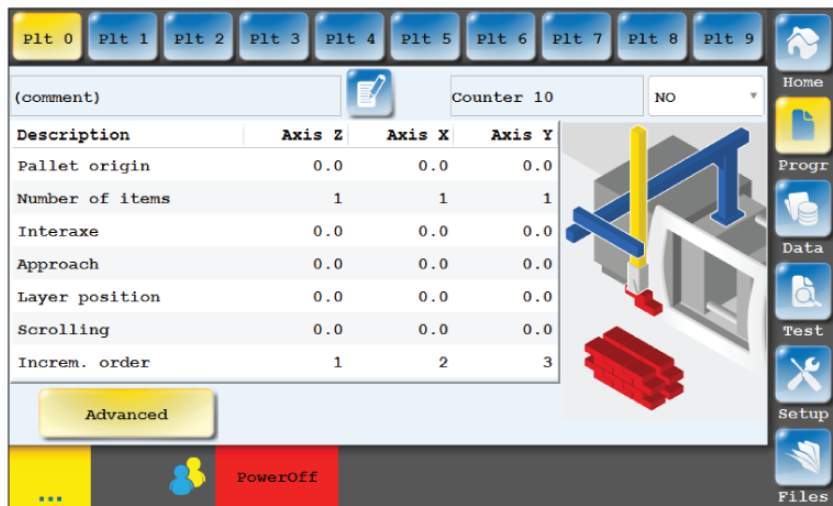 Plt 0 Plt 1 Plt 2 Plt 3 Plt 4 Plt 5 Plt 6 Plt 7 Plt 8 Plt 9
Home
(comment) Counter 10 NO
Description Axis Z Axis X Axis Y
Pallet origin 0.0 0.0 0.0
Progr
Number of items 1 1 1
Interaxe 0.0 0.0 0.0
Data
Approach 0.0 0.0 0.0
Layer position 0.0 0.0 0.0
Scrolling 0.0 0.0 0.0
Test
Increm. order 1 2 3
Advanced
Setup
... PowerOff
Files